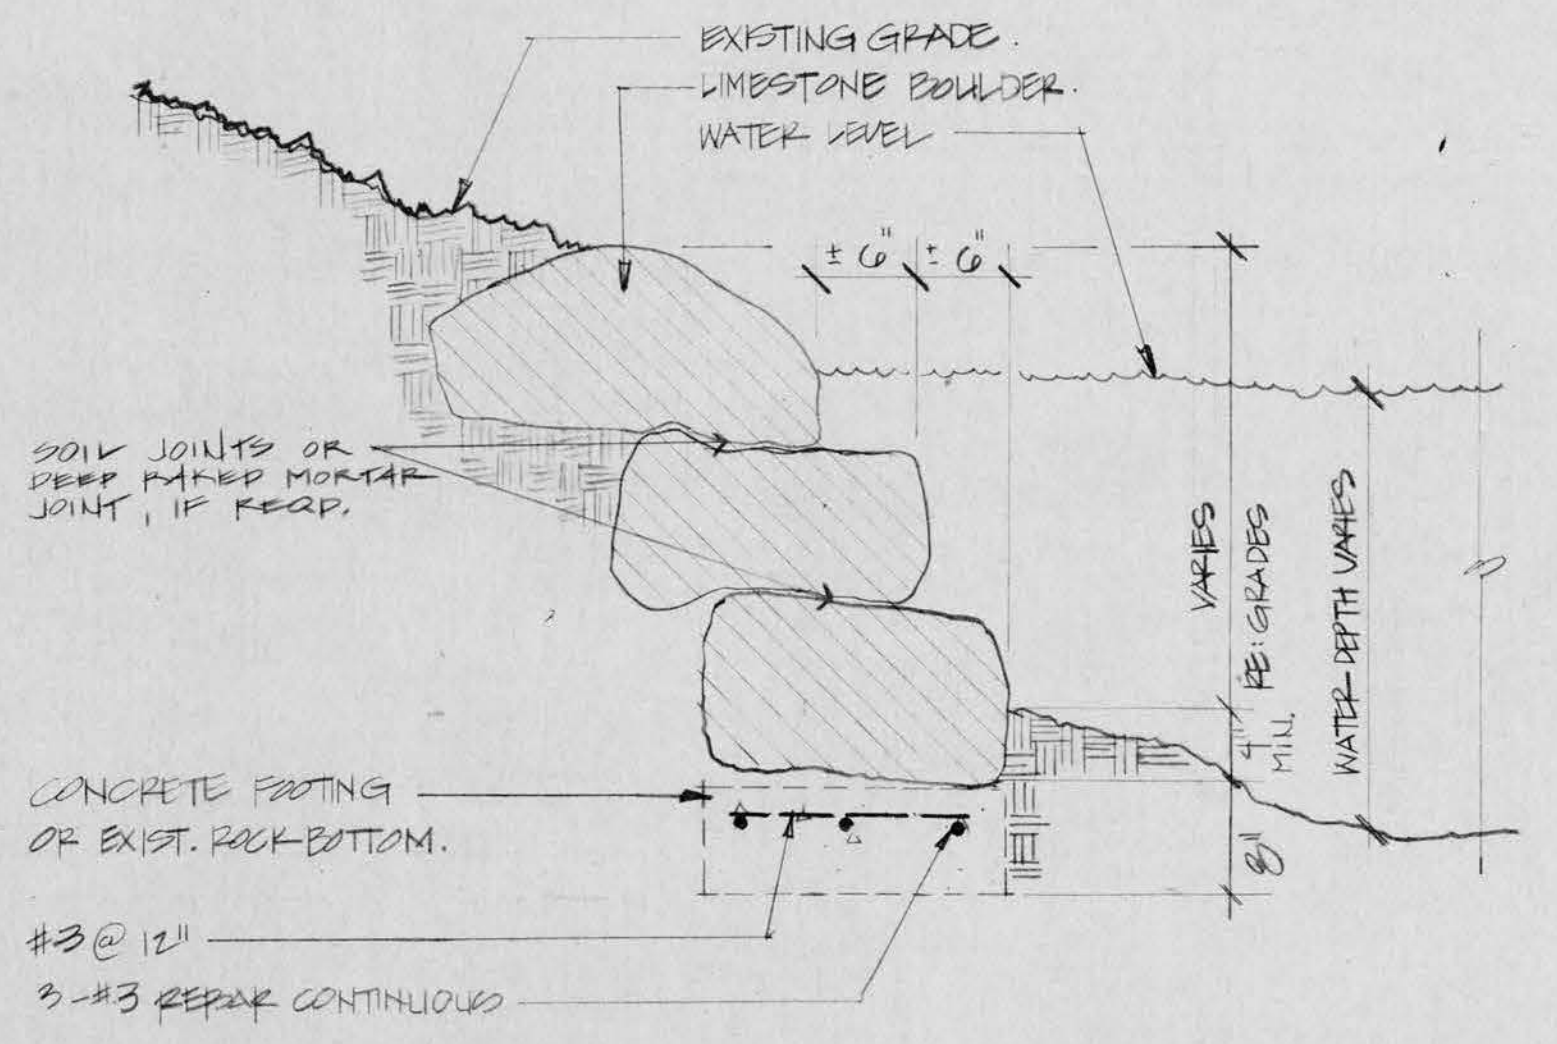 EXISTING GRADE.
LIMESTONE BOULDER.
WATER LEVEL
± 6" ± 6"
SOIL JOINTS OR
DEEP RAKED MORTAR
JOINT, IF REQD.
VARIES
RE: GRADES
WATER DEPTH VARIES
4"
MIN.
8"
CONCRETE FOOTING
OR EXIST. ROCK BOTTOM.
#3 @ 12"
3-#3 REBAR CONTINUOUS